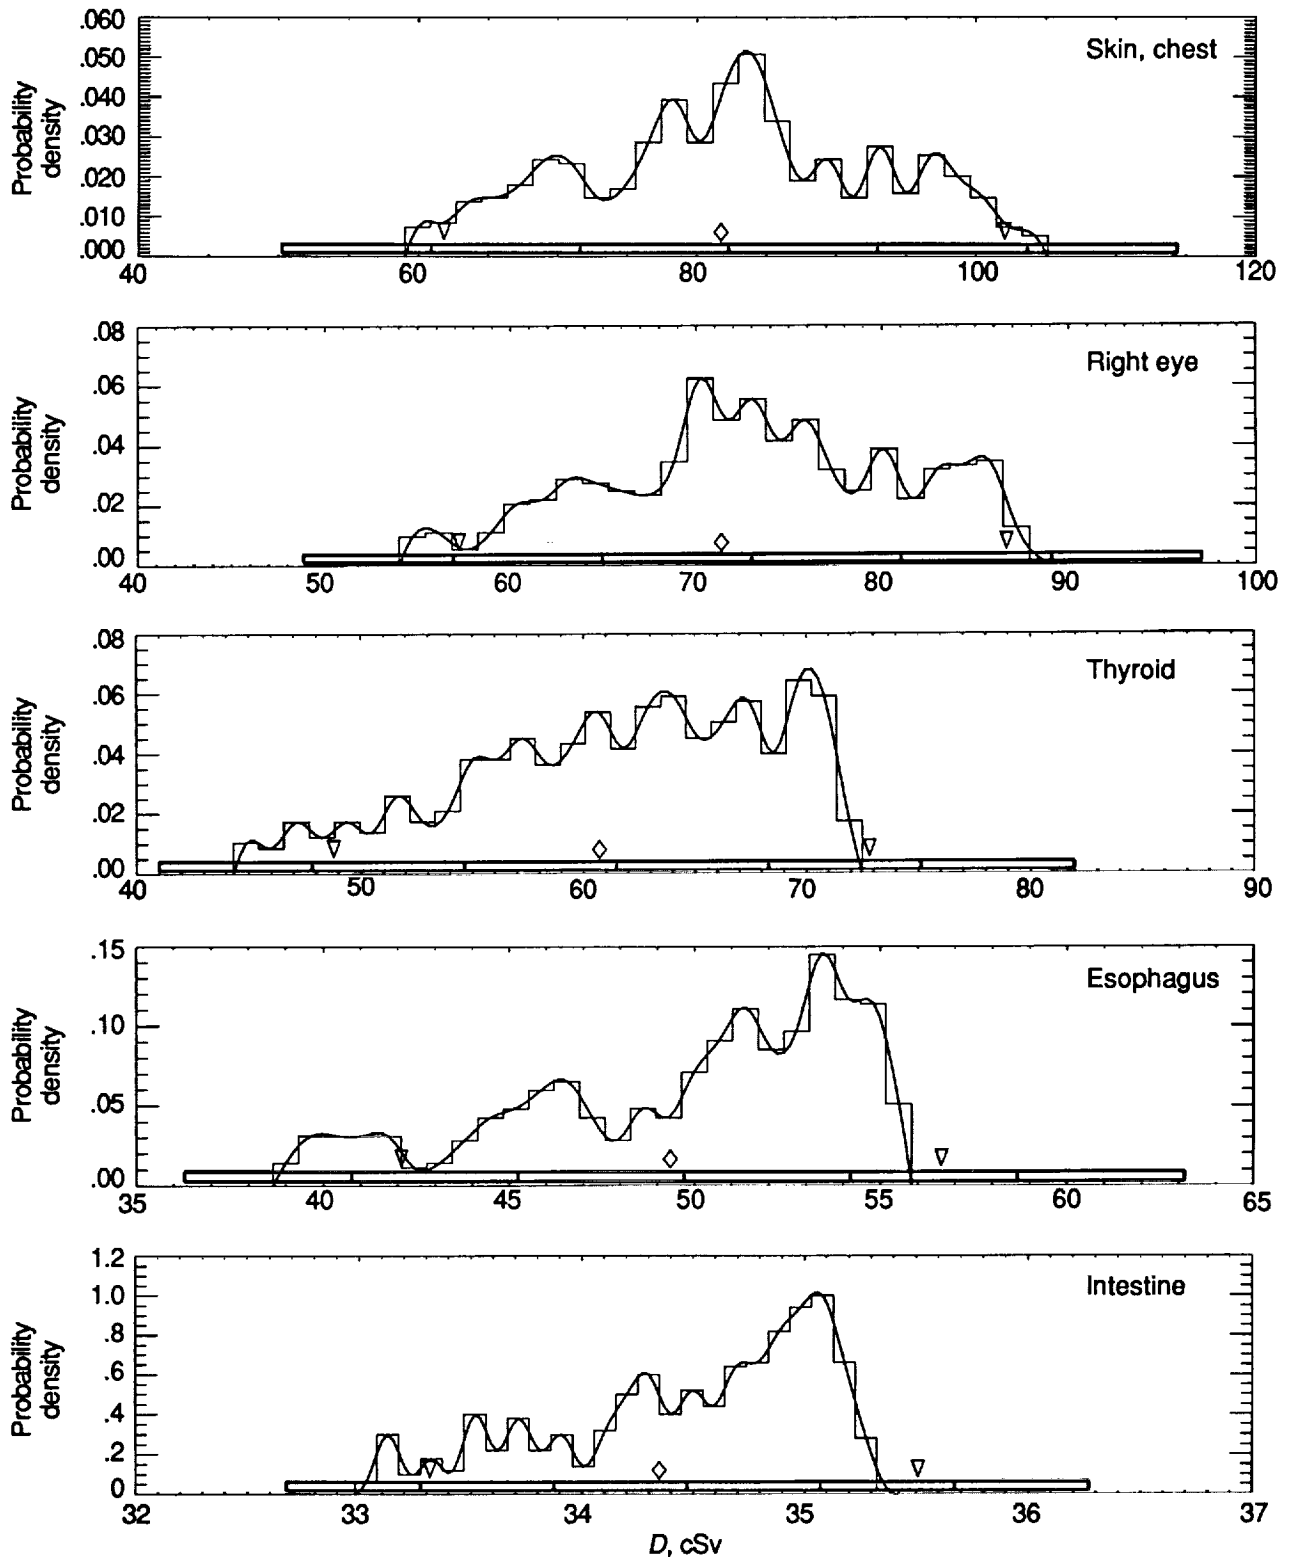 .060
.050
.040
.030
.020
.010
.000
Probability
density
Skin, chest
40 60 80 100 120
.08
.06
.04
.02
.00
Probability
density
Right eye
40 50 60 70 80 90 100
.08
.06
.04
.02
.00
Probability
density
Thyroid
40 50 60 70 80 90
.15
.10
.05
.00
Probability
density
Esophagus
35 40 45 50 55 60 65
1.2
1.0
.8
.6
.4
.2
0
Probability
density
Intestine
32 33 34 35 36 37
D, cSv